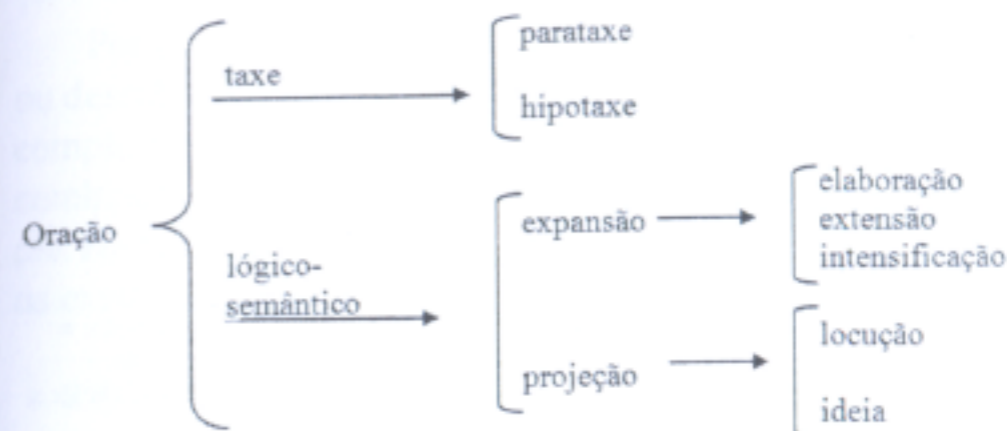 parataxe
taxe
hipotaxe
elaboração
expansão
extensão
Oração
lógico-
semântico
intensificação
projeção
locução
ideia